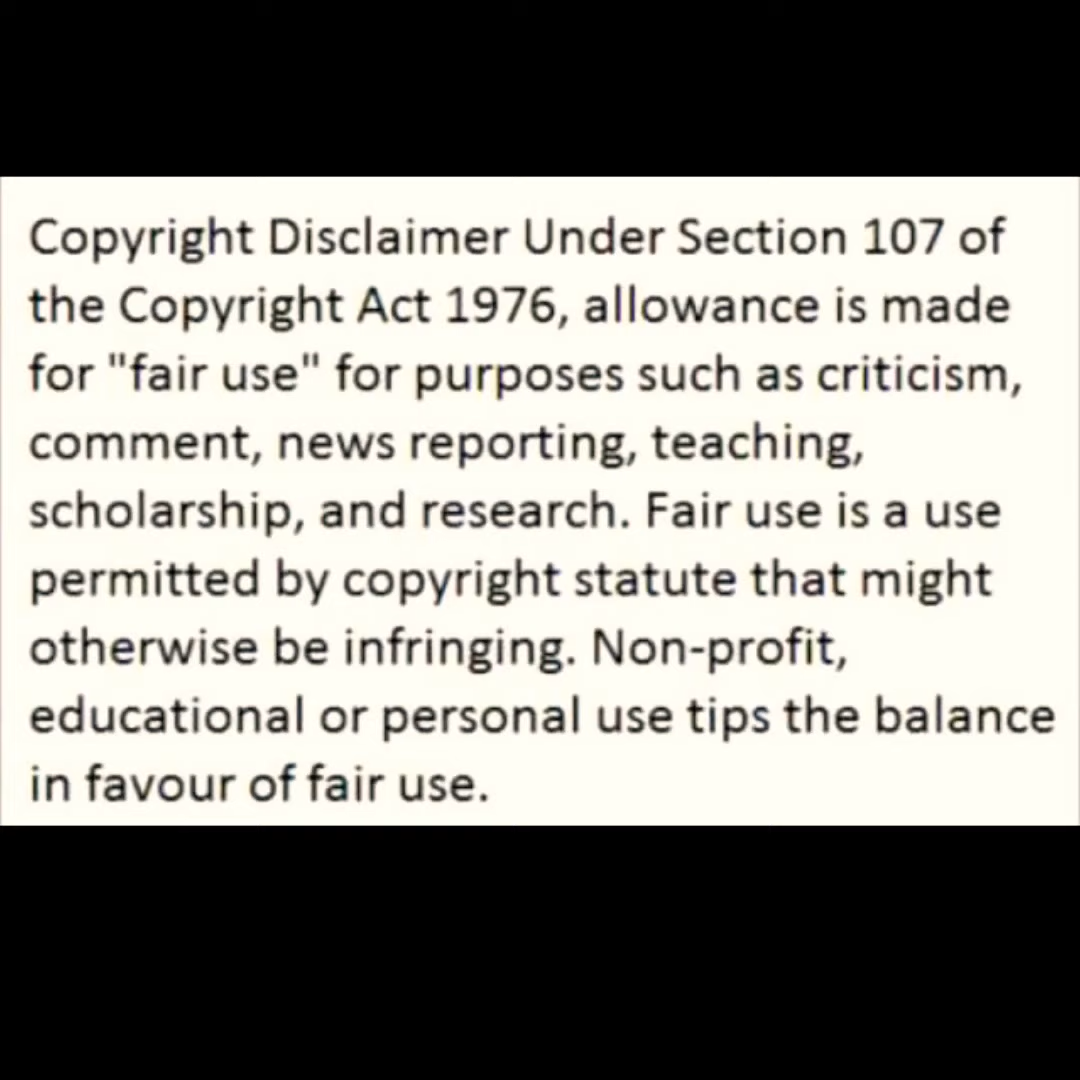 Copyright Disclaimer Under Section 107 of
the Copyright Act 1976, allowance is made
for "fair use" for purposes such as criticism,
comment, news reporting, teaching,
scholarship, and research. Fair use is a use
permitted by copyright statute that might
otherwise be infringing. Non-profit,
educational or personal use tips the balance
in favour of fair use.